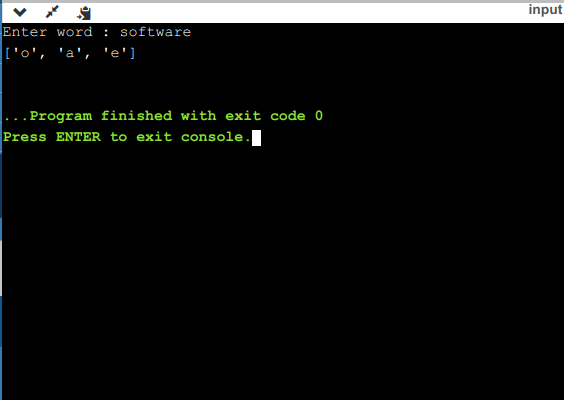 input
Enter word : software
['o', 'a', 'e']
...Program finished with exit code 0
Press ENTER to exit console.